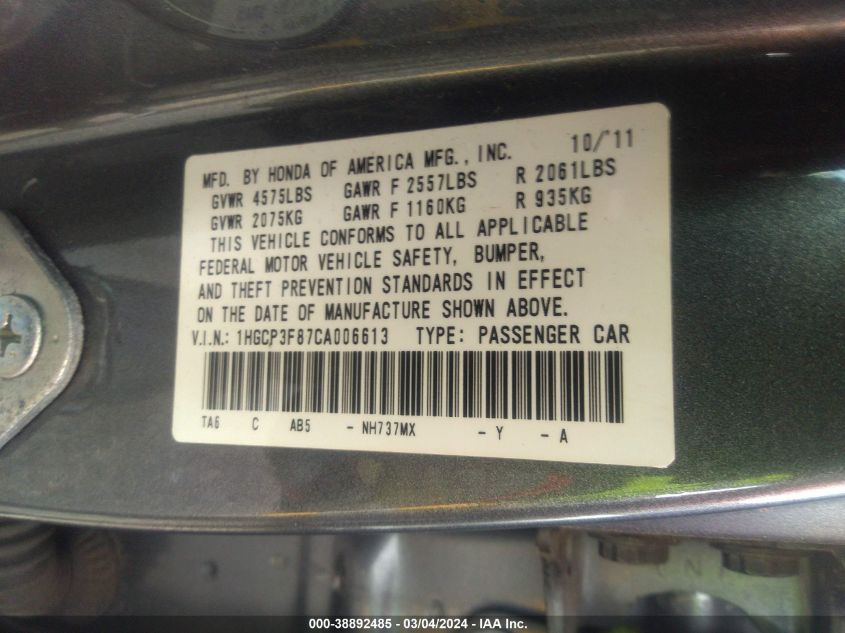 MFD. BY HONDA OF AMERICA MFG., INC. 10/'11
GVWR 4575LBS GAWR F 2557LBS R 2061LBS
GVWR 2075KG GAWR F 1160KG R 935KG
THIS VEHICLE CONFORMS TO ALL APPLICABLE
FEDERAL MOTOR VEHICLE SAFETY, BUMPER,
AND THEFT PREVENTION STANDARDS IN EFFECT
ON THE DATE OF MANUFACTURE SHOWN ABOVE.
V.I.N.: 1HGCP3F87CA006613 TYPE: PASSENGER CAR
TA6 C AB5 - NH737MX - Y - A
000-38892485 - 03/04/2024 - IAA Inc.